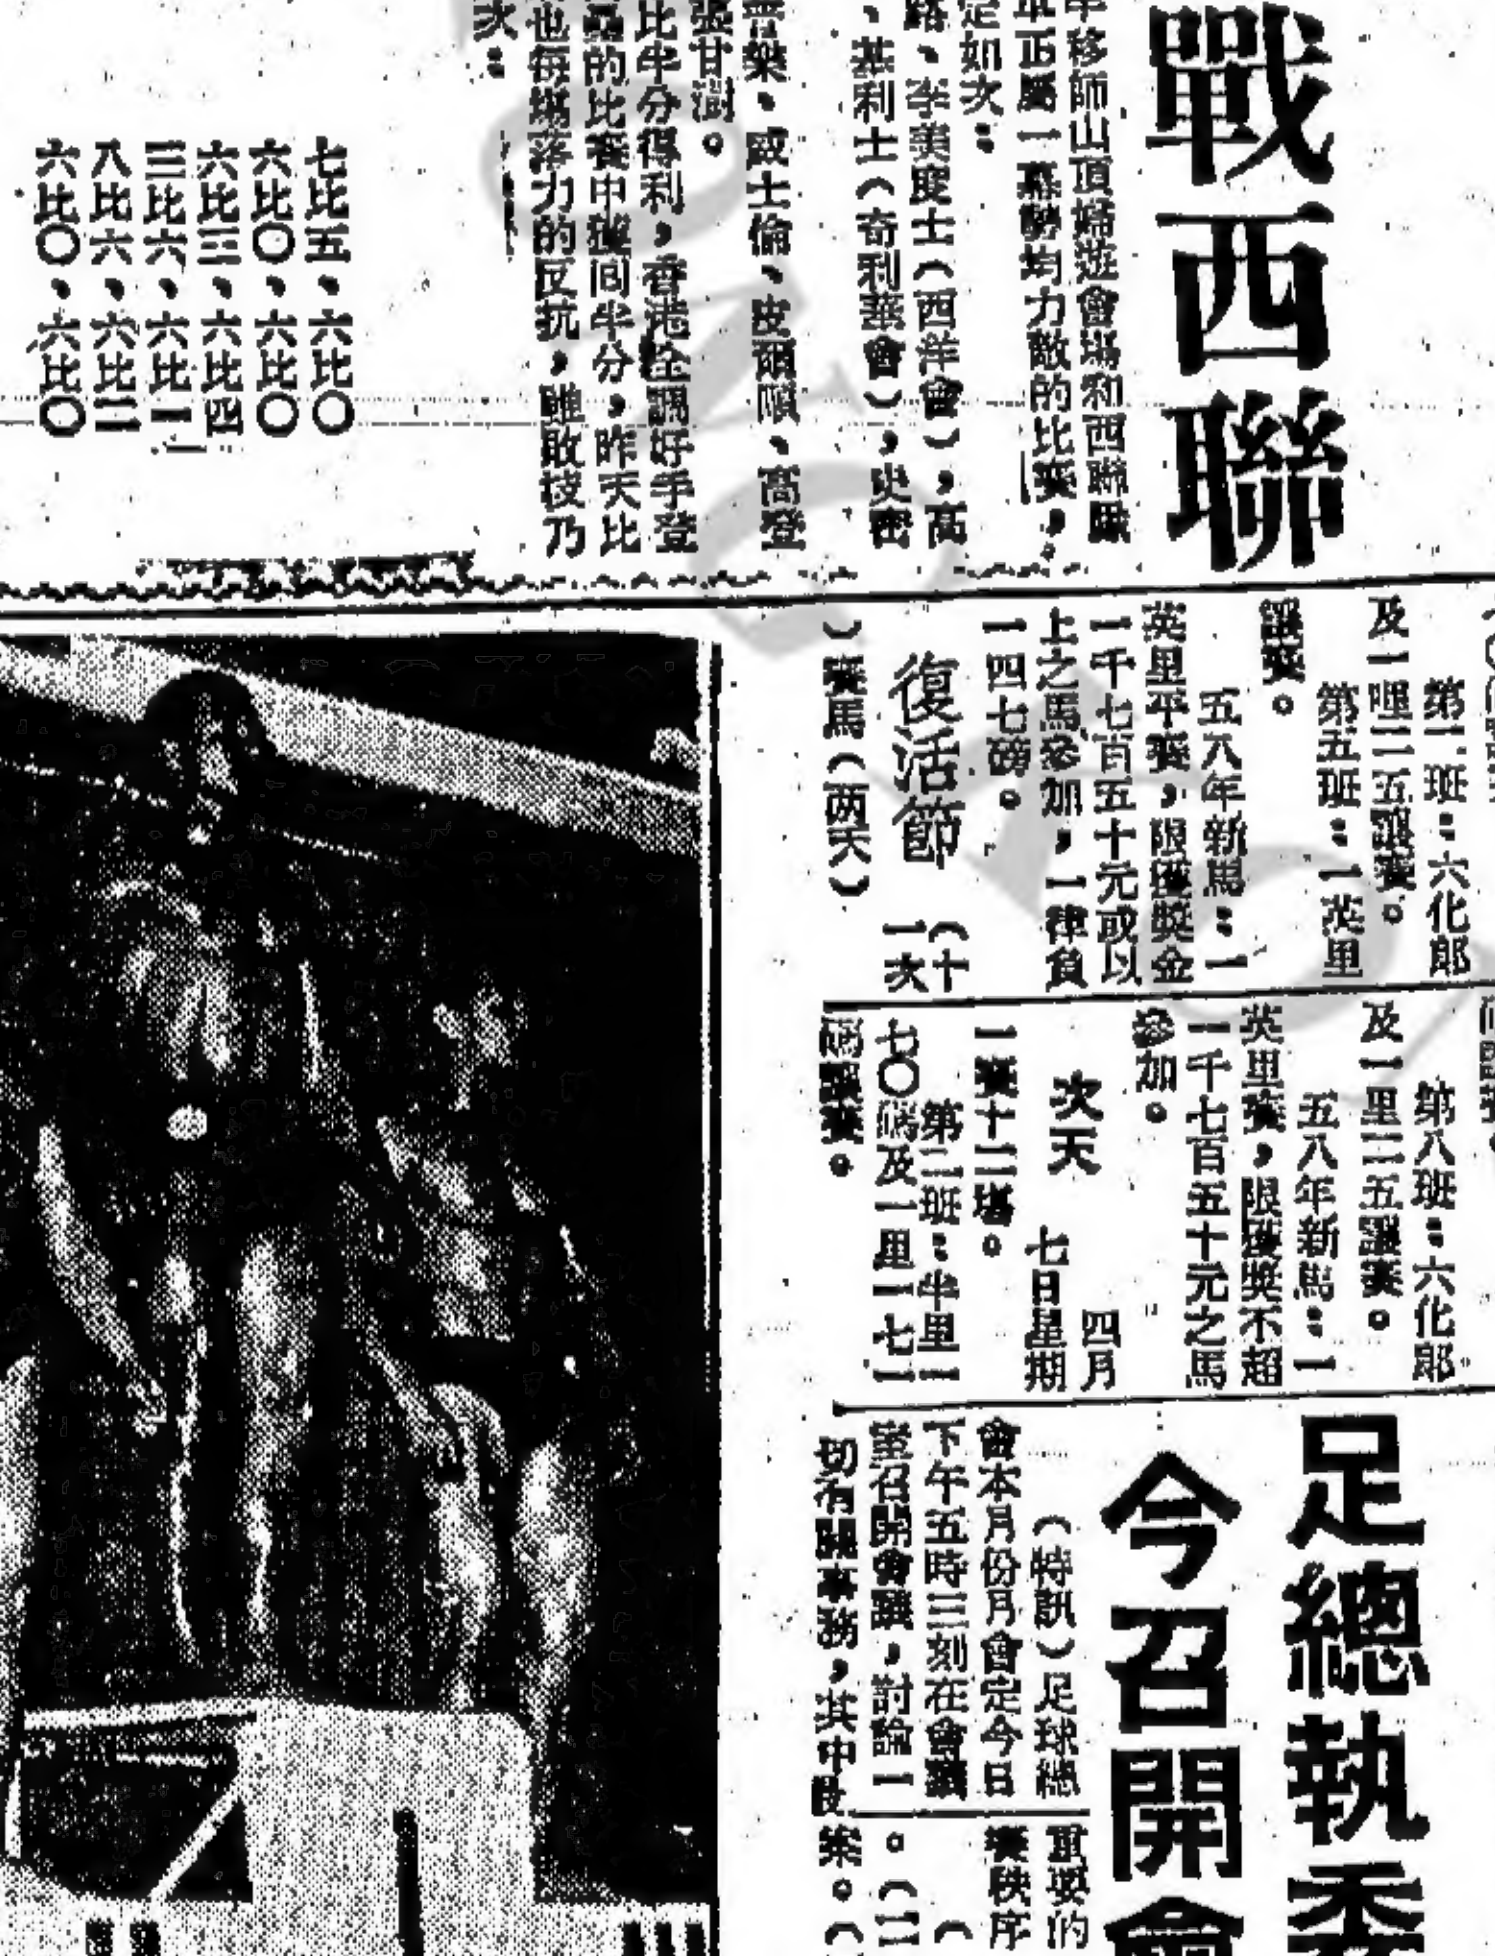 戰西聯
車移師山頂婦遊會場和西聯賺
軍正屬一幕勢均力敵的比賽,
定如次:
路、李美度士(西洋會),高
、基利士(奇利華會),史密
普樂、威士倫、皮爾順、高登
張甘澍。
比半分得利,香港全調好手登
的比賽中獲回半分,昨天比
也每場落力的反抗,雖敢技乃
次:
七比五、六比〇
六比〇、六比〇
六比三、六比四
三比六、六比一
八比六、六比二
六比〇、六比〇
第二班:六化郎
及一哩二五讓賽。
第五班:一英里
讓賽。
五八年新馬:一
英里平賽,限獲獎金
一千七百五十元或以
上之馬參加,一律負
一四七磅。
復活節(十一次
)賽馬(两天)
第八班:六化郎
及一里二五讓賽。
五八年新馬:一
英里賽,限獲獎不超
一千七百五十元之馬
參加。
次天 四月七日星期
一賽十二場。
第二班:半里一
七〇碼及一里一七一
碼讓賽。
足總執委
今召開會
(特訊)足球總
會本月份月會定今日
下午五時三刻在會議
室召開會議,討論一
切有關事務,其中
重要的
賽秩序
案。(